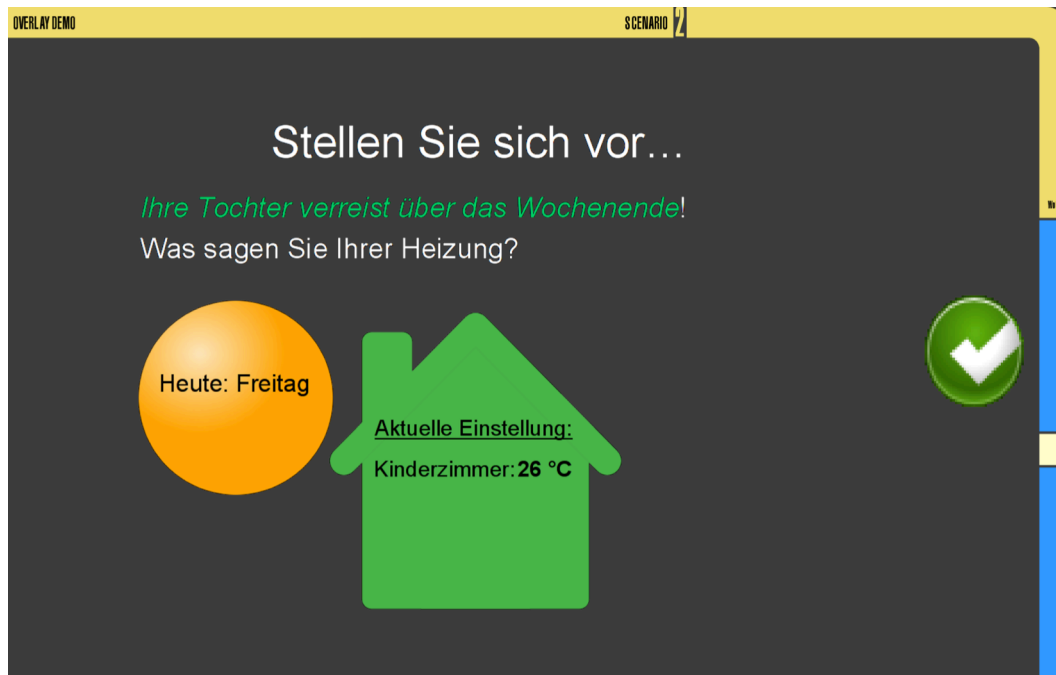 OVERLAY DEMO
SCENARIO 2
Stellen Sie sich vor...
Ihre Tochter verreist über das Wochenende!
Was sagen Sie Ihrer Heizung?
Heute: Freitag
Aktuelle Einstellung:
Kinderzimmer: 26 °C